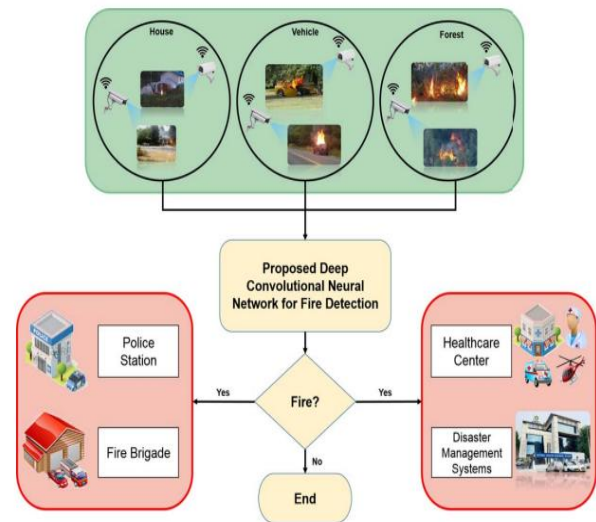 House
Vehicle
Forest
Proposed Deep
Convolutional Neural
Network for Fire Detection
Police
Station
Fire Brigade
Yes
Fire?
Yes
Healthcare
Center
Disaster
Management
Systems
No
End